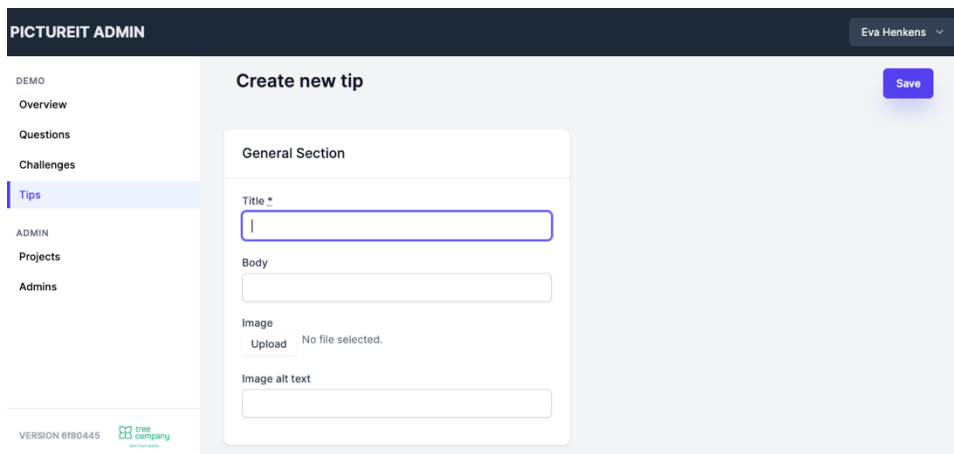 PICTUREIT ADMIN
Eva Henkens
DEMO
Overview
Questions
Challenges
Tips
ADMIN
Projects
Admins
VERSION 6f80445
tree
company
Create new tip
Save
General Section
Title *
Body
Image
Upload No file selected.
Image alt text